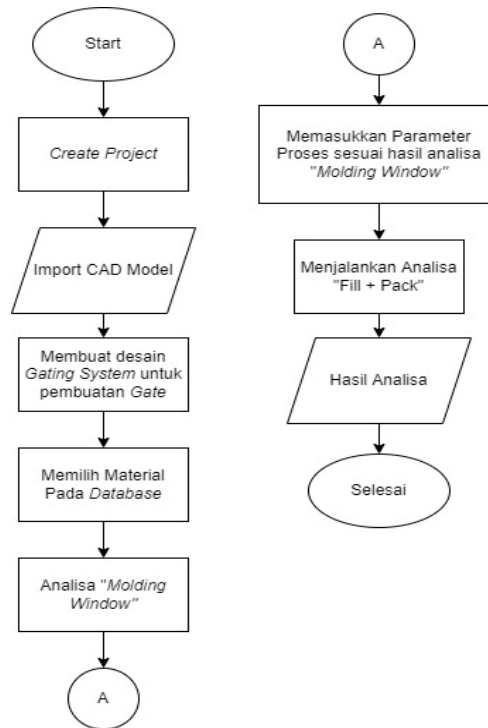 Start
Create Project
Import CAD Model
Membuat desain
Gating System untuk
pembuatan Gate
Memilih Material
Pada Database
Analisa "Molding
Window"
A
A
Memasukkan Parameter
Proses sesuai hasil analisa
"Molding Window"
Menjalankan Analisa
"Fill + Pack"
Hasil Analisa
Selesai